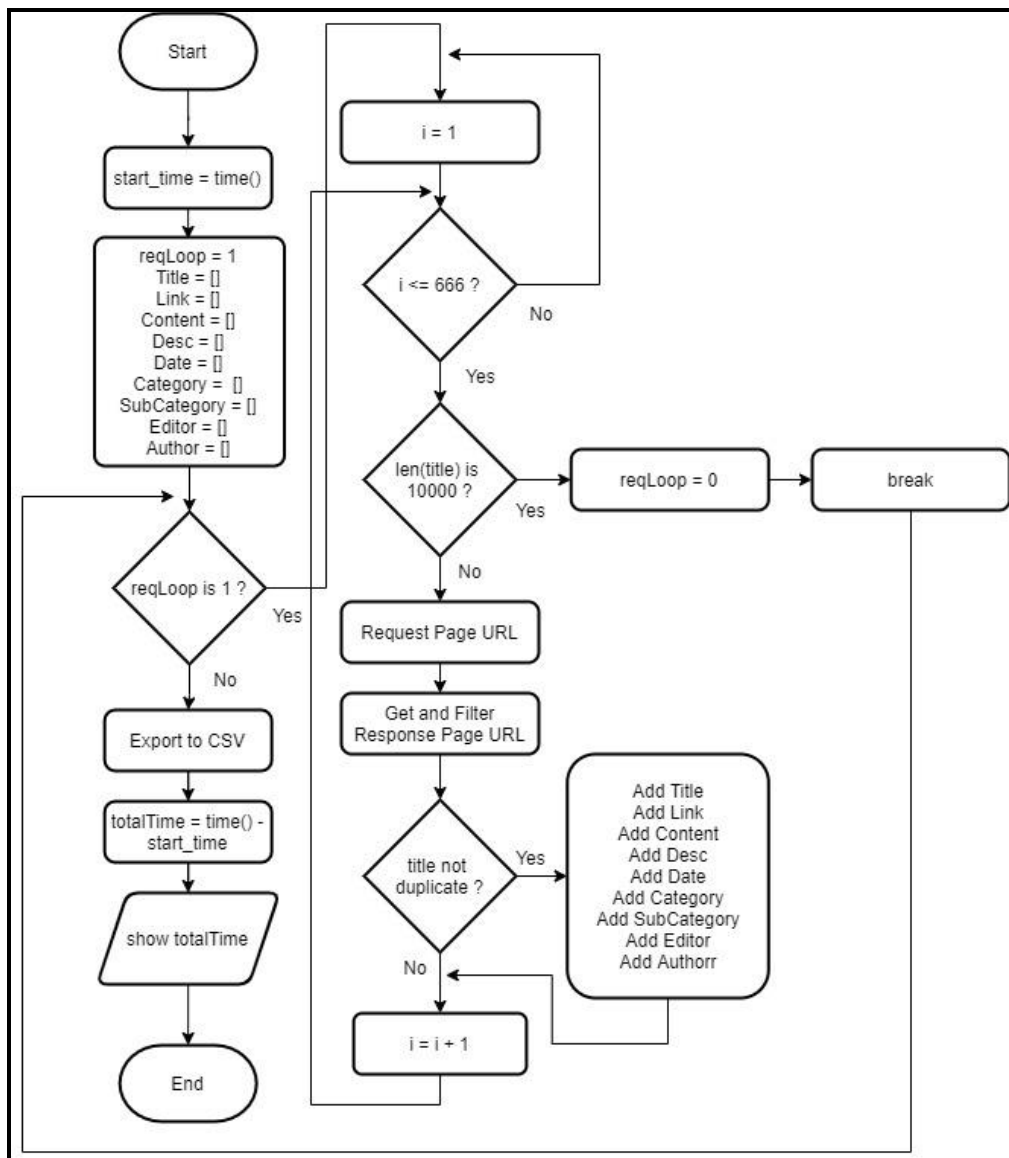 Start
start_time = time()
reqLoop = 1
Title = []
Link = []
Content = []
Desc = []
Date = []
Category =  []
SubCategory = []
Editor = []
Author = []
reqLoop is 1 ?
Yes
No
Export to CSV
totalTime = time() -
start_time
show totalTime
End
i = 1
i <= 666 ?
No
Yes
len(title) is
10000 ?
Yes
reqLoop = 0
break
No
Request Page URL
Get and Filter
Response Page URL
title not
duplicate ?
Yes
Add Title
Add Link
Add Content
Add Desc
Add Date
Add Category
Add SubCategory
Add Editor
Add Authorr
No
i = i + 1